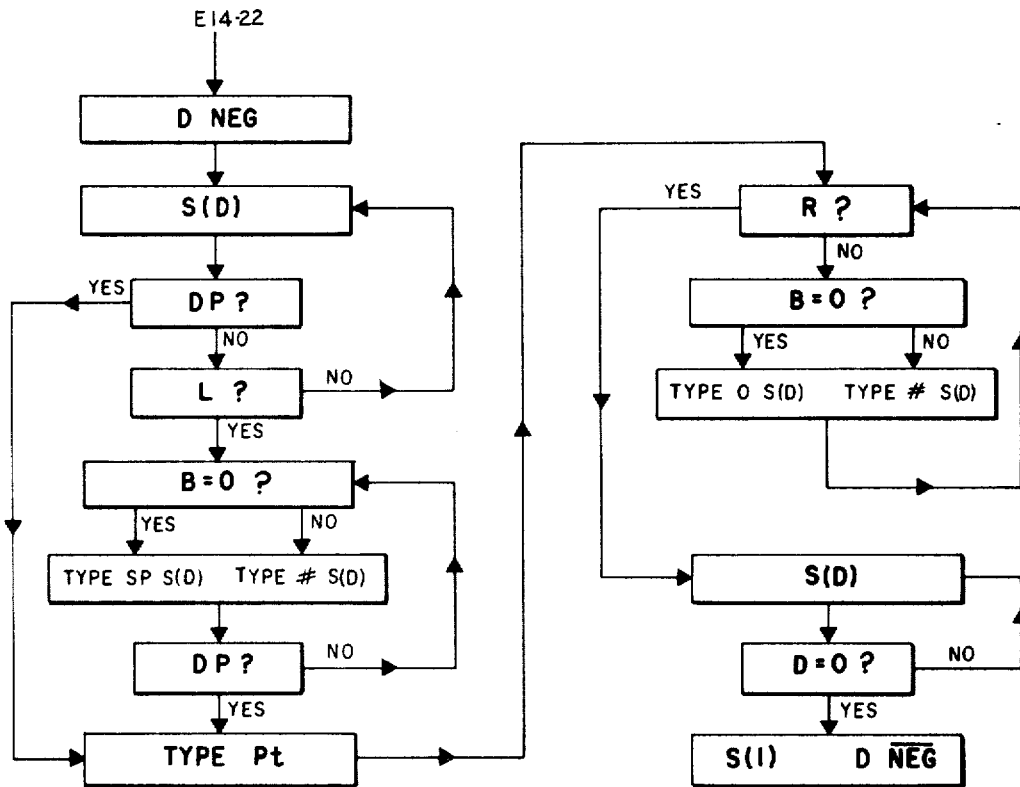 E14-22
D NEG
S(D)
YES
DP ?
NO
L ?
NO
YES
B=0 ?
YES
NO
TYPE SP S(D) TYPE # S(D)
DP ?
NO
YES
TYPE Pt
YES
R ?
NO
B=0 ?
YES
NO
TYPE 0 S(D) TYPE # S(D)
S(D)
D=0 ?
NO
YES
S(1) D N̅E̅G̅